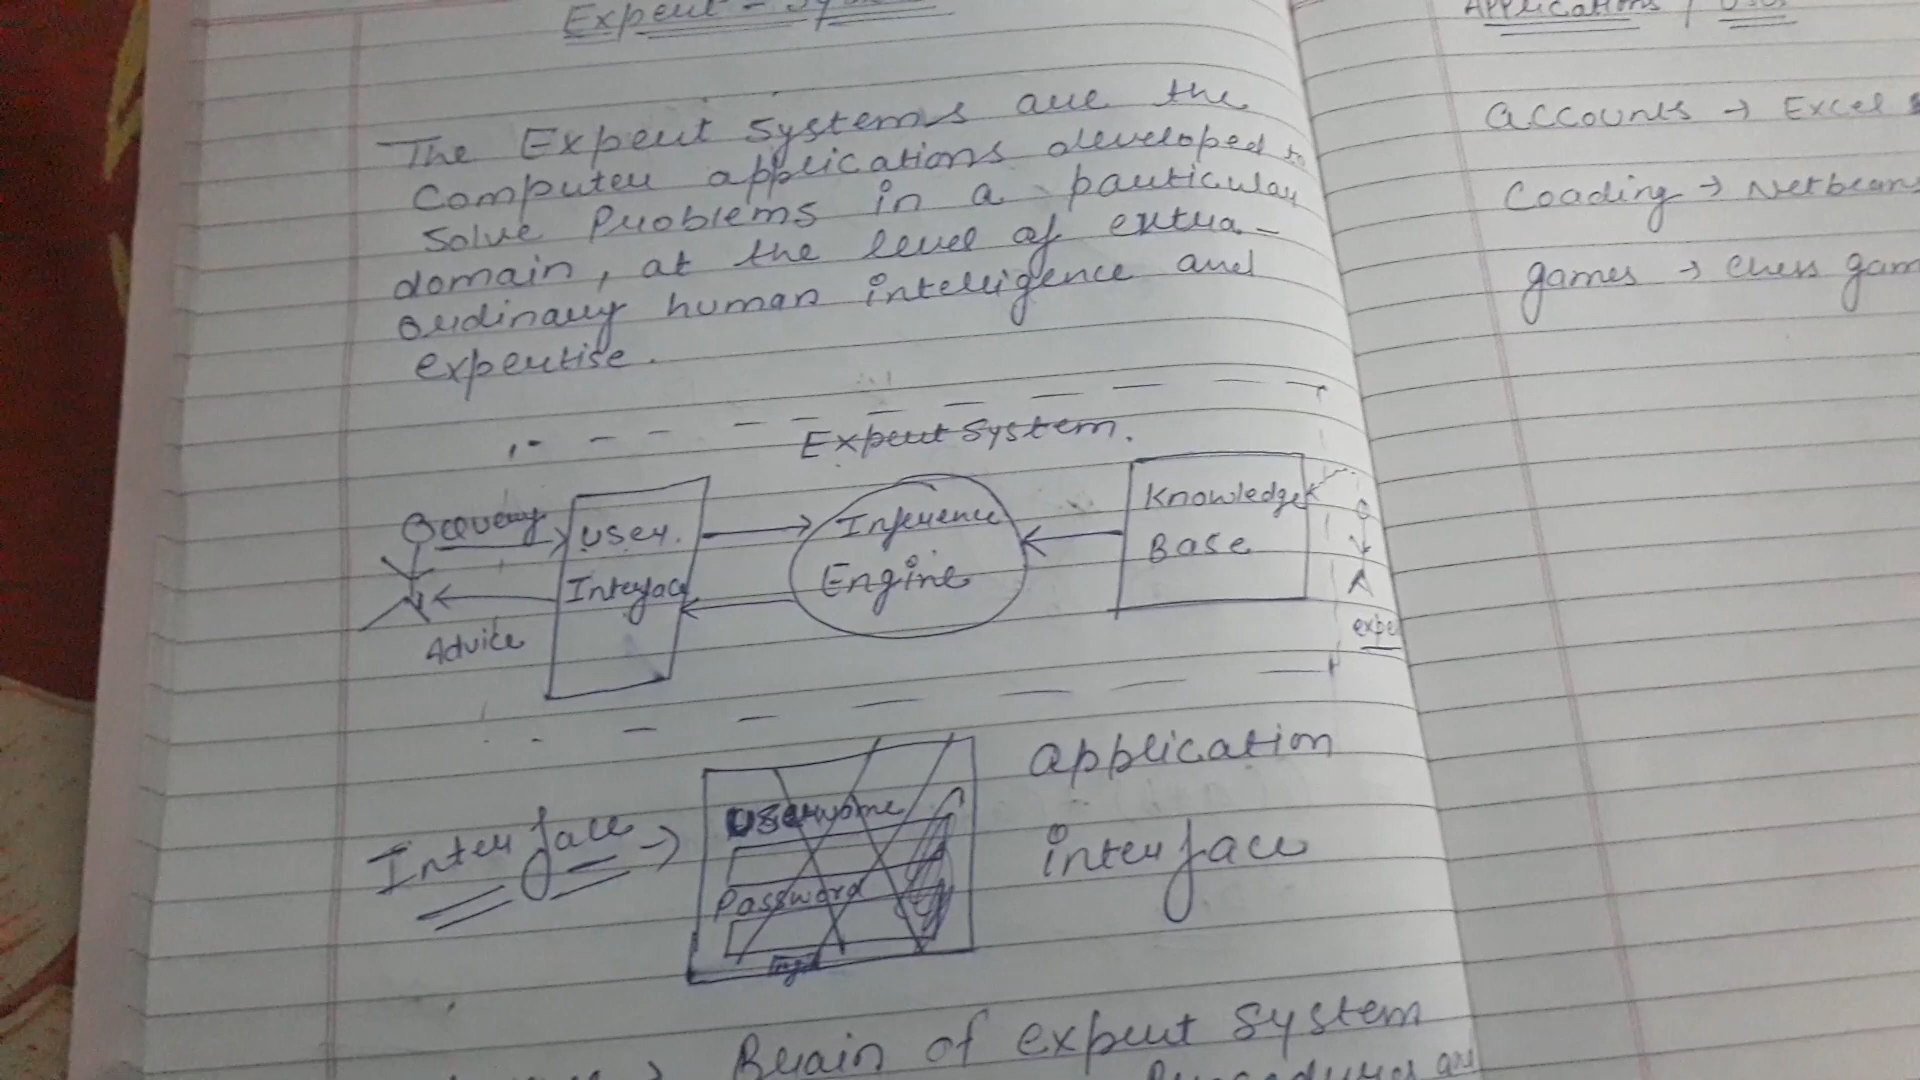 The Expert Systems are the
Computer applications developed to
Solve Problems in a particular
domain, at the level of extra-
ordinary human intelligence and
expertise.
Expert System.
Query
User
Interface
Advice
Inference
Engine
Knowledge
Base
expe
Interface →
Username
Password
application
interface
Brain of expert system
Accounts → Excel
Coading → Netbeans
games → Chess gam